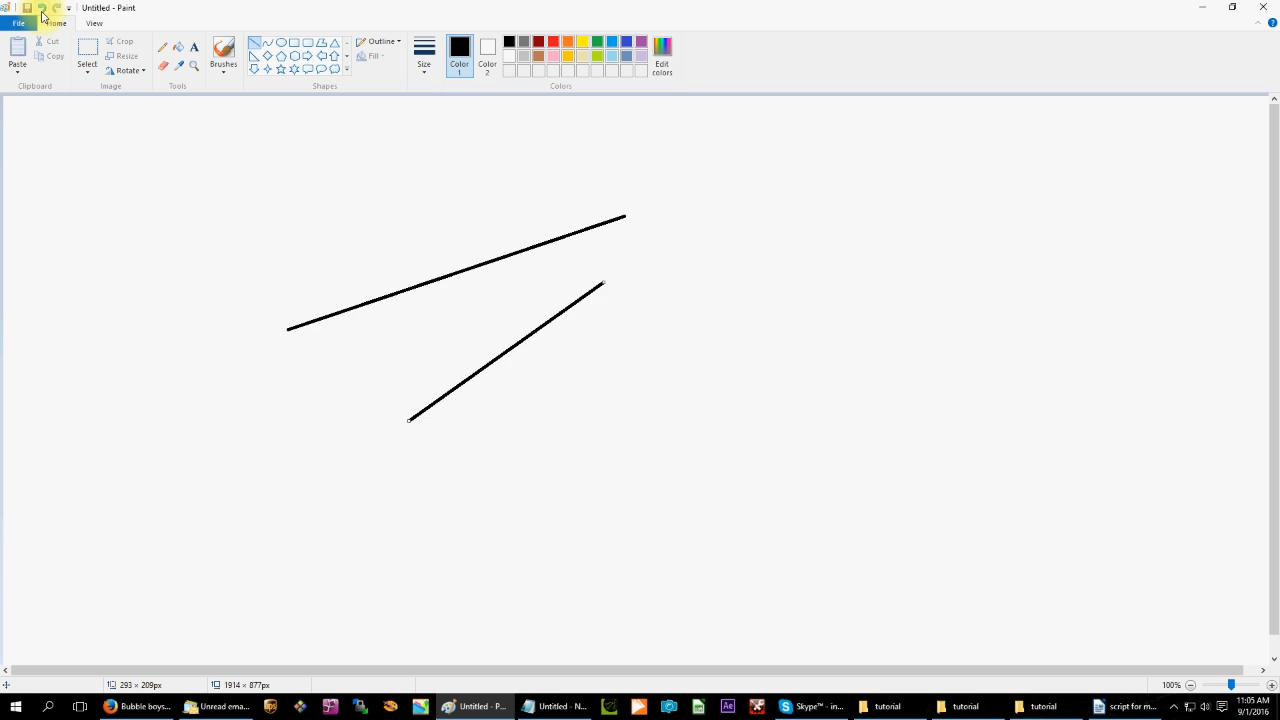 Untitled - Paint
File
Home
View
Paste
Cut
Copy
Clipboard
Select
Crop
Resize
Rotate
Image
Tools
Brushes
Outline
Fill
Shapes
Size
Color 1
Color 2
Edit colors
Colors
293 × 209px
1914 × 877px
100%
Bubble boys...
Unread ema...
Untitled - P...
Untitled - N...
Skype™ - in...
tutorial
tutorial
tutorial
script for m...
11:05 AM
9/1/2016